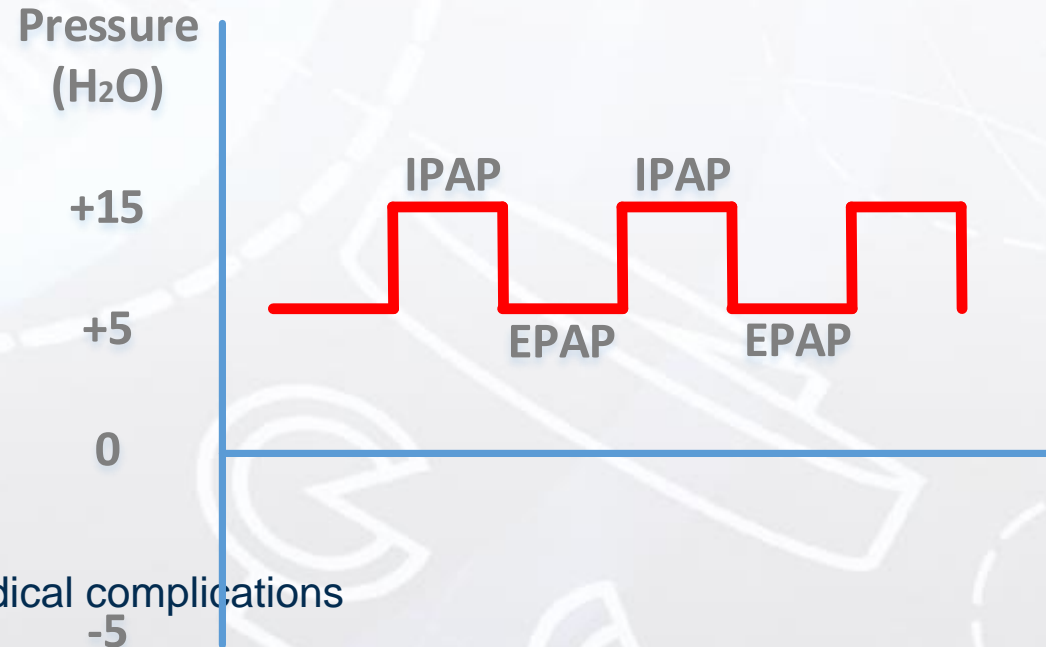 Pressure
(H₂O)
IPAP IPAP
+15
+5
EPAP EPAP
0
dical complications
-5